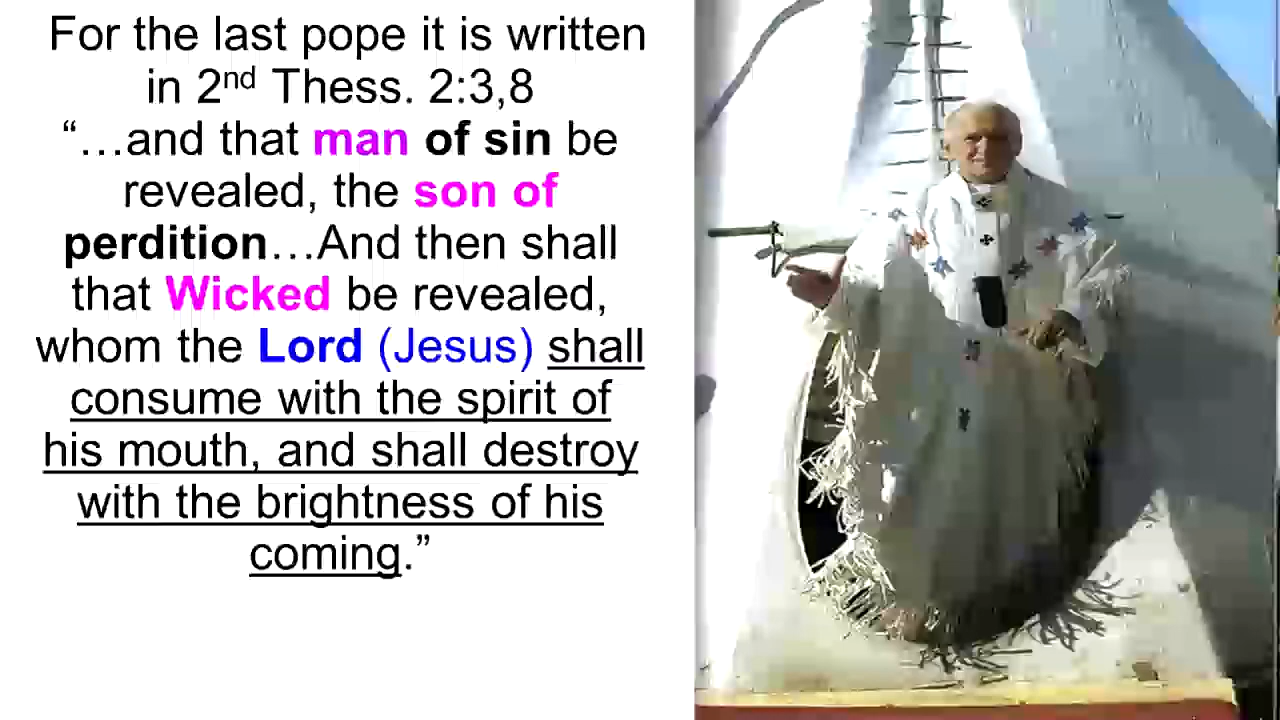 For the last pope it is written
in 2nd Thess. 2:3,8
“…and that man of sin be
revealed, the son of
perdition…And then shall
that Wicked be revealed,
whom the Lord (Jesus) shall
consume with the spirit of
his mouth, and shall destroy
with the brightness of his
coming.”